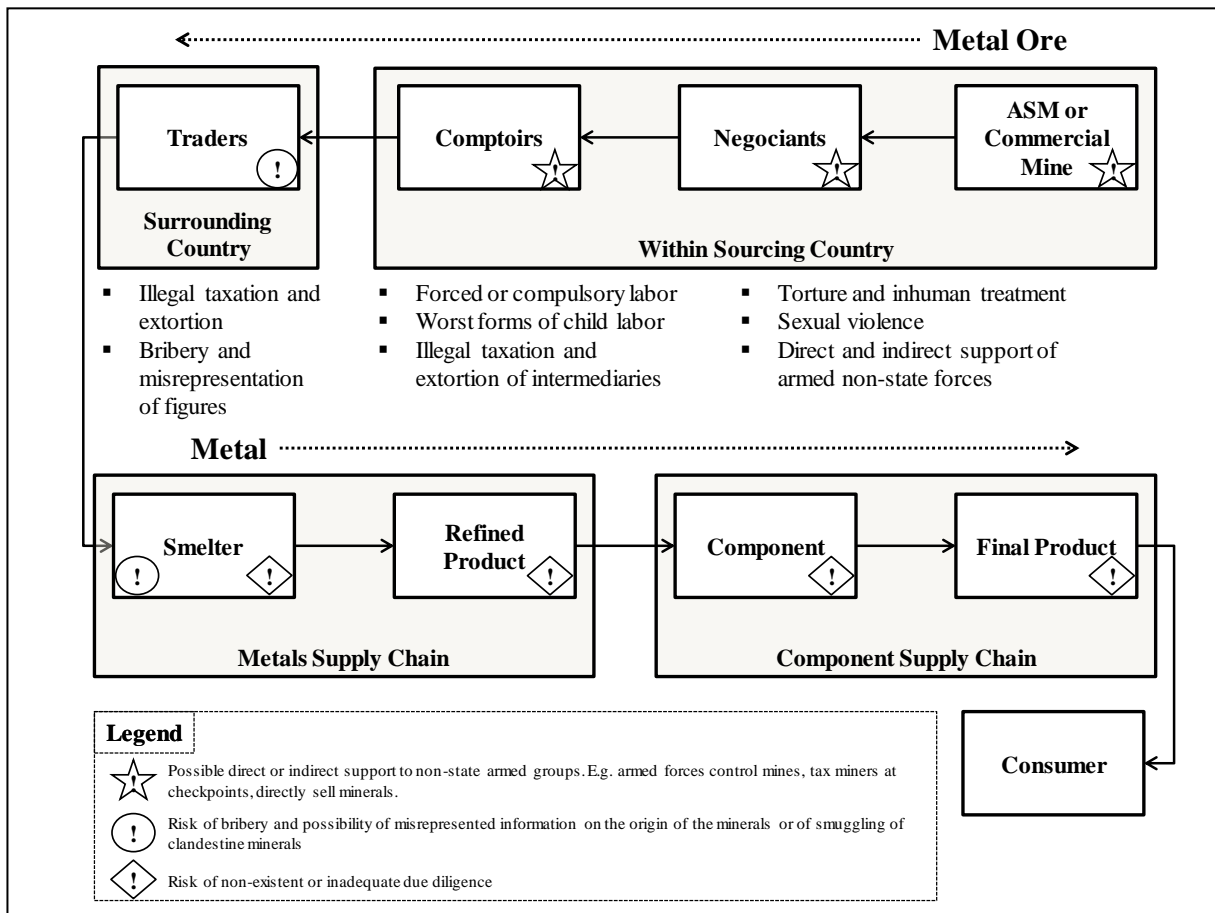 Metal Ore
Traders
!
Comptoirs
!
Negociants
!
ASM or
Commercial
Mine
!
Surrounding
Country
Within Sourcing Country
▪ Illegal taxation and
extortion
▪ Bribery and
misrepresentation
of figures
▪ Forced or compulsory labor
▪ Worst forms of child labor
▪ Illegal taxation and
extortion of intermediaries
▪ Torture and inhuman treatment
▪ Sexual violence
▪ Direct and indirect support of
armed non-state forces
Metal
Smelter
! !
Refined
Product
!
Component
!
Final Product
!
Metals Supply Chain
Component Supply Chain
Legend
! Possible direct or indirect support to non-state armed groups. E.g. armed forces control mines, tax miners at
checkpoints, directly sell minerals.
! Risk of bribery and possibility of misrepresented information on the origin of the minerals or of smuggling of
clandestine minerals
! Risk of non-existent or inadequate due diligence
Consumer